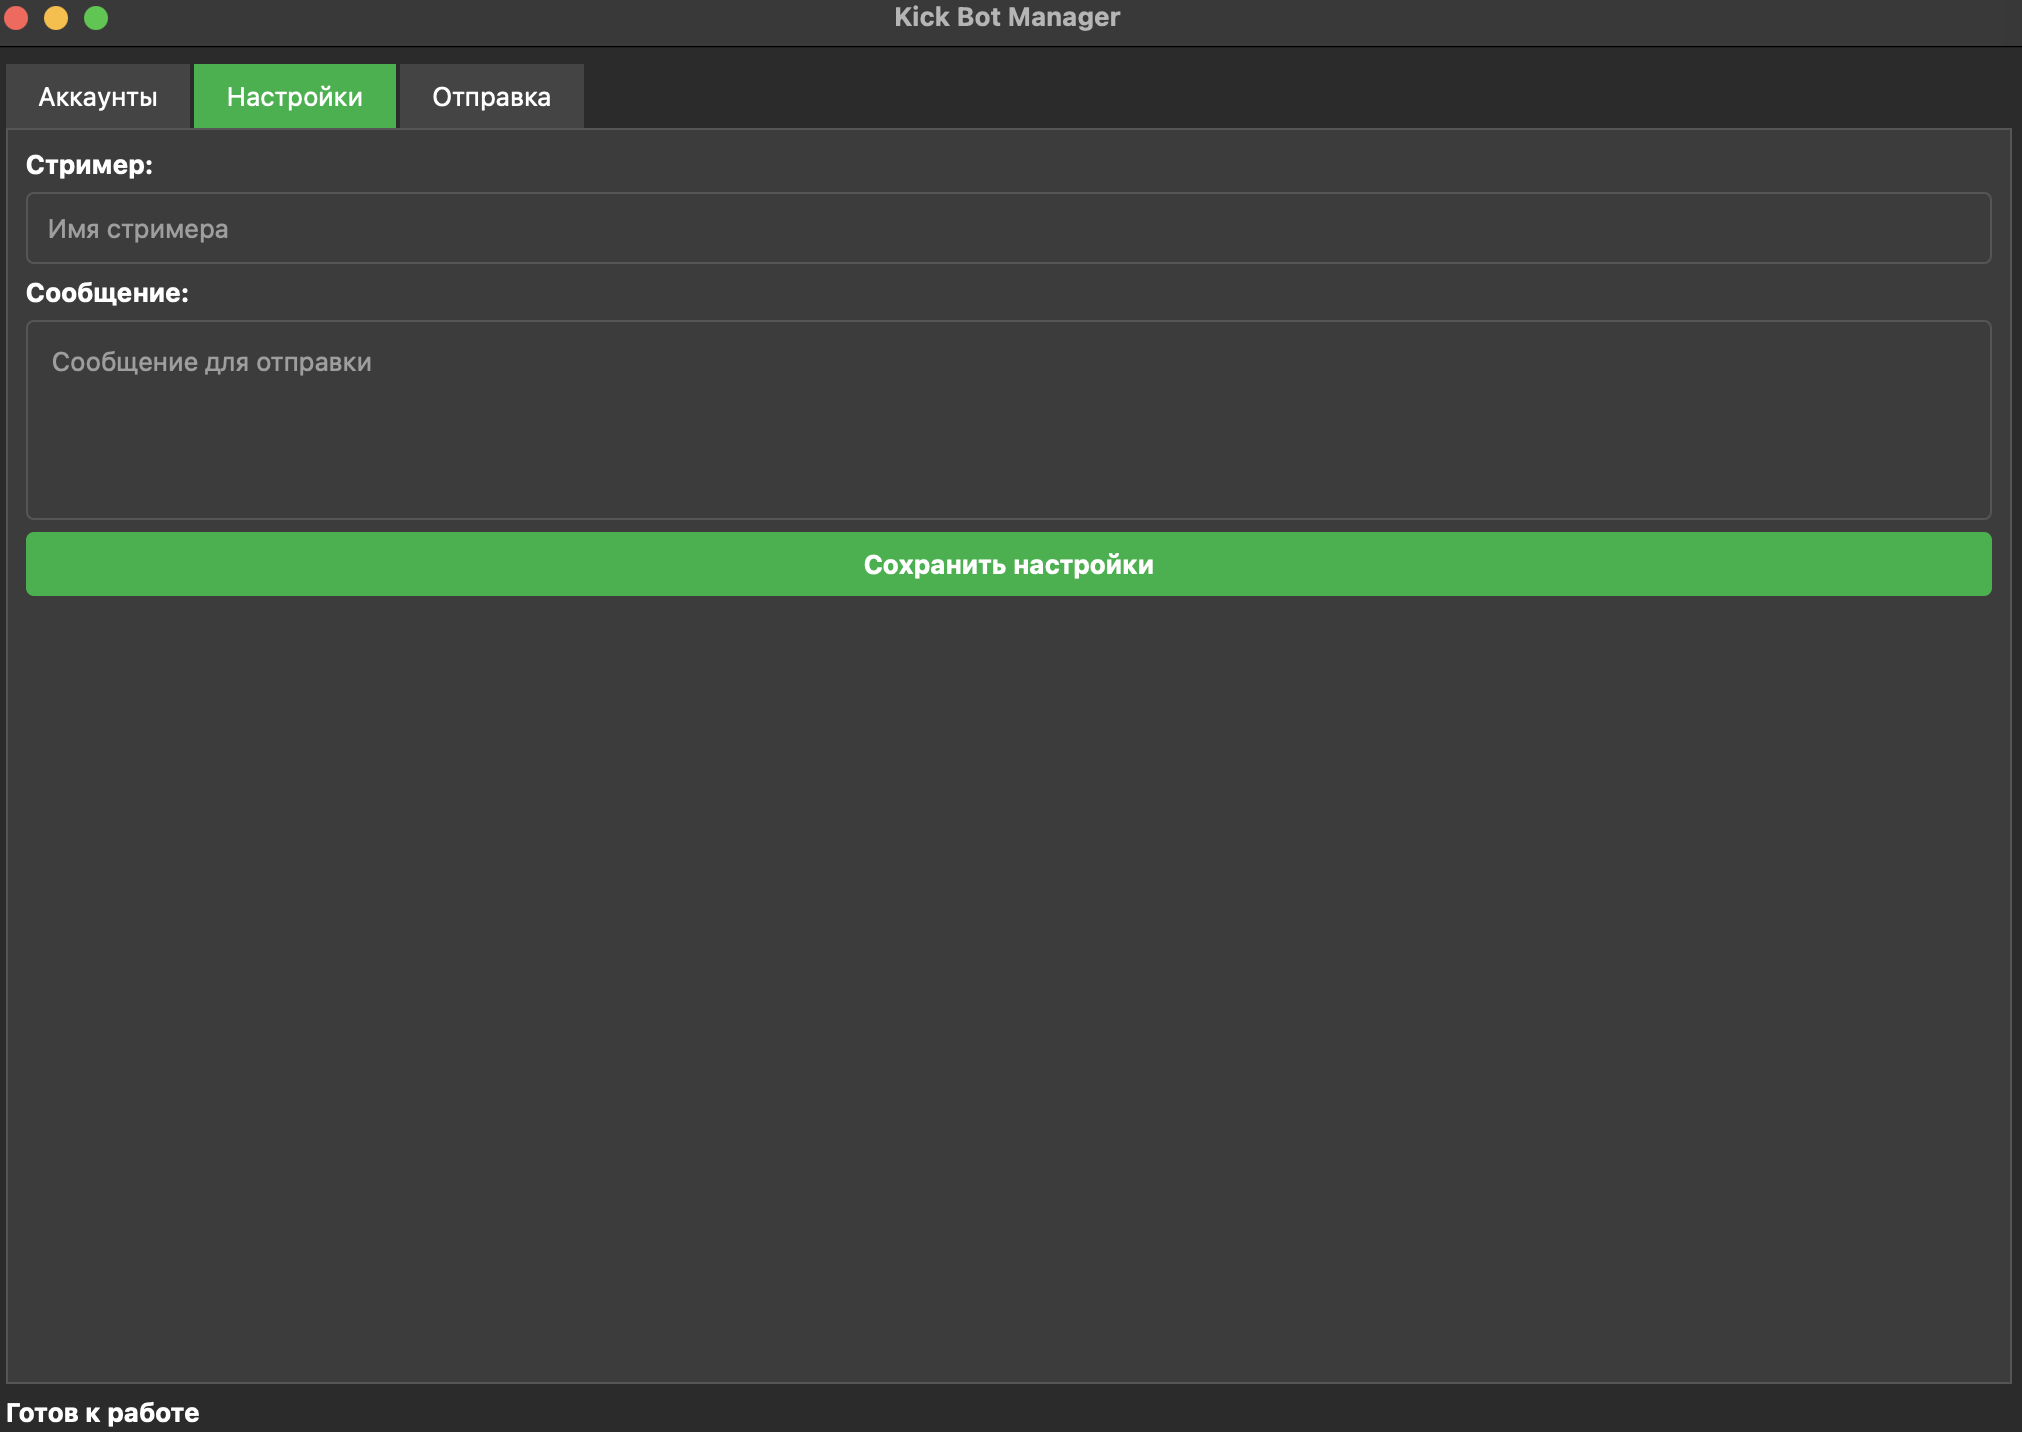 Kick Bot Manager
Аккаунты Настройки Отправка
Стример:
Имя стримера
Сообщение:
Сообщение для отправки
Сохранить настройки
Готов к работе